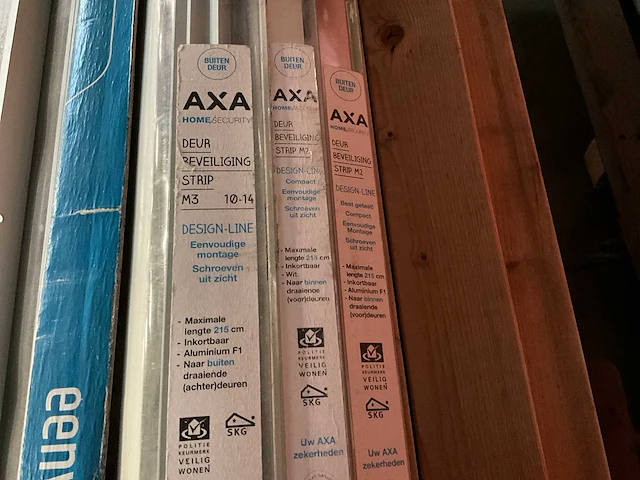 BUITEN
DEUR
AXA
HOME SECURITY
DEUR
BEVEILIGING
STRIP
M3 10-14
DESIGN-LINE
Eenvoudige
montage
Schroeven
uit zicht
- Maximale
lengte 215 cm
- Inkortbaar
- Aluminium F1
- Naar buiten
draaiende
(achter)deuren
POLITIE
KEURMERK
VEILIG
WONEN
SKG
BUITEN
DEUR
AXA
HOME SECURITY
DEUR
BEVEILIGING
STRIP M2
DESIGN-LINE
Compact
Eenvoudige
montage
Schroeven
uit zicht
- Maximale
lengte 215 cm
- Inkortbaar
- Wit
- Naar binnen
draaiende
(voor)deuren
POLITIE
KEURMERK
VEILIG
WONEN
SKG
Uw AXA
zekerheden
BUITEN
DEUR
AXA
HOME SECURITY
DEUR
BEVEILIGING
STRIP M2
DESIGN-LINE
Best getest!
Compact
Eenvoudige
Montage
Schroeven
uit zicht
- Maximale
lengte 215 cm
- Inkortbaar
- Aluminium F1
- Naar binnen
draaiende
(voor)deuren
POLITIE
KEURMERK
VEILIG
WONEN
SKG
Uw AXA
zekerheden